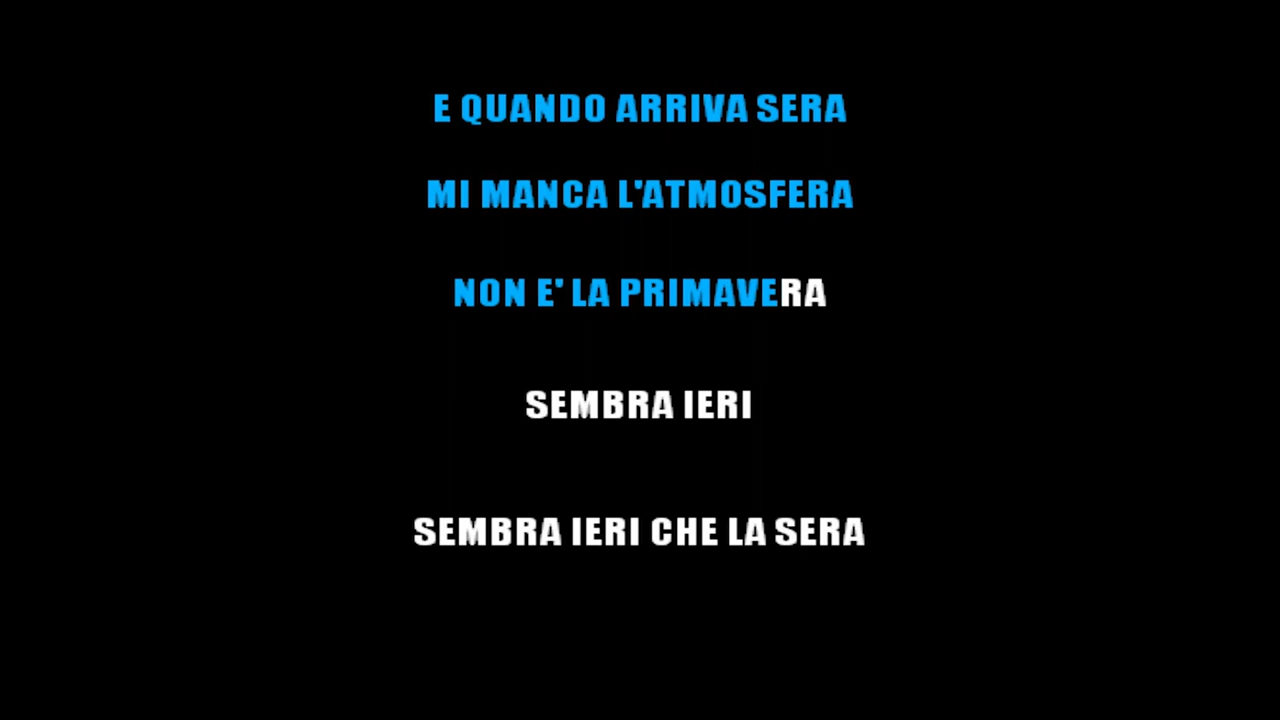 E QUANDO ARRIVA SERA
MI MANCA L'ATMOSFERA
NON E' LA PRIMAVERA
SEMBRA IERI
SEMBRA IERI CHE LA SERA